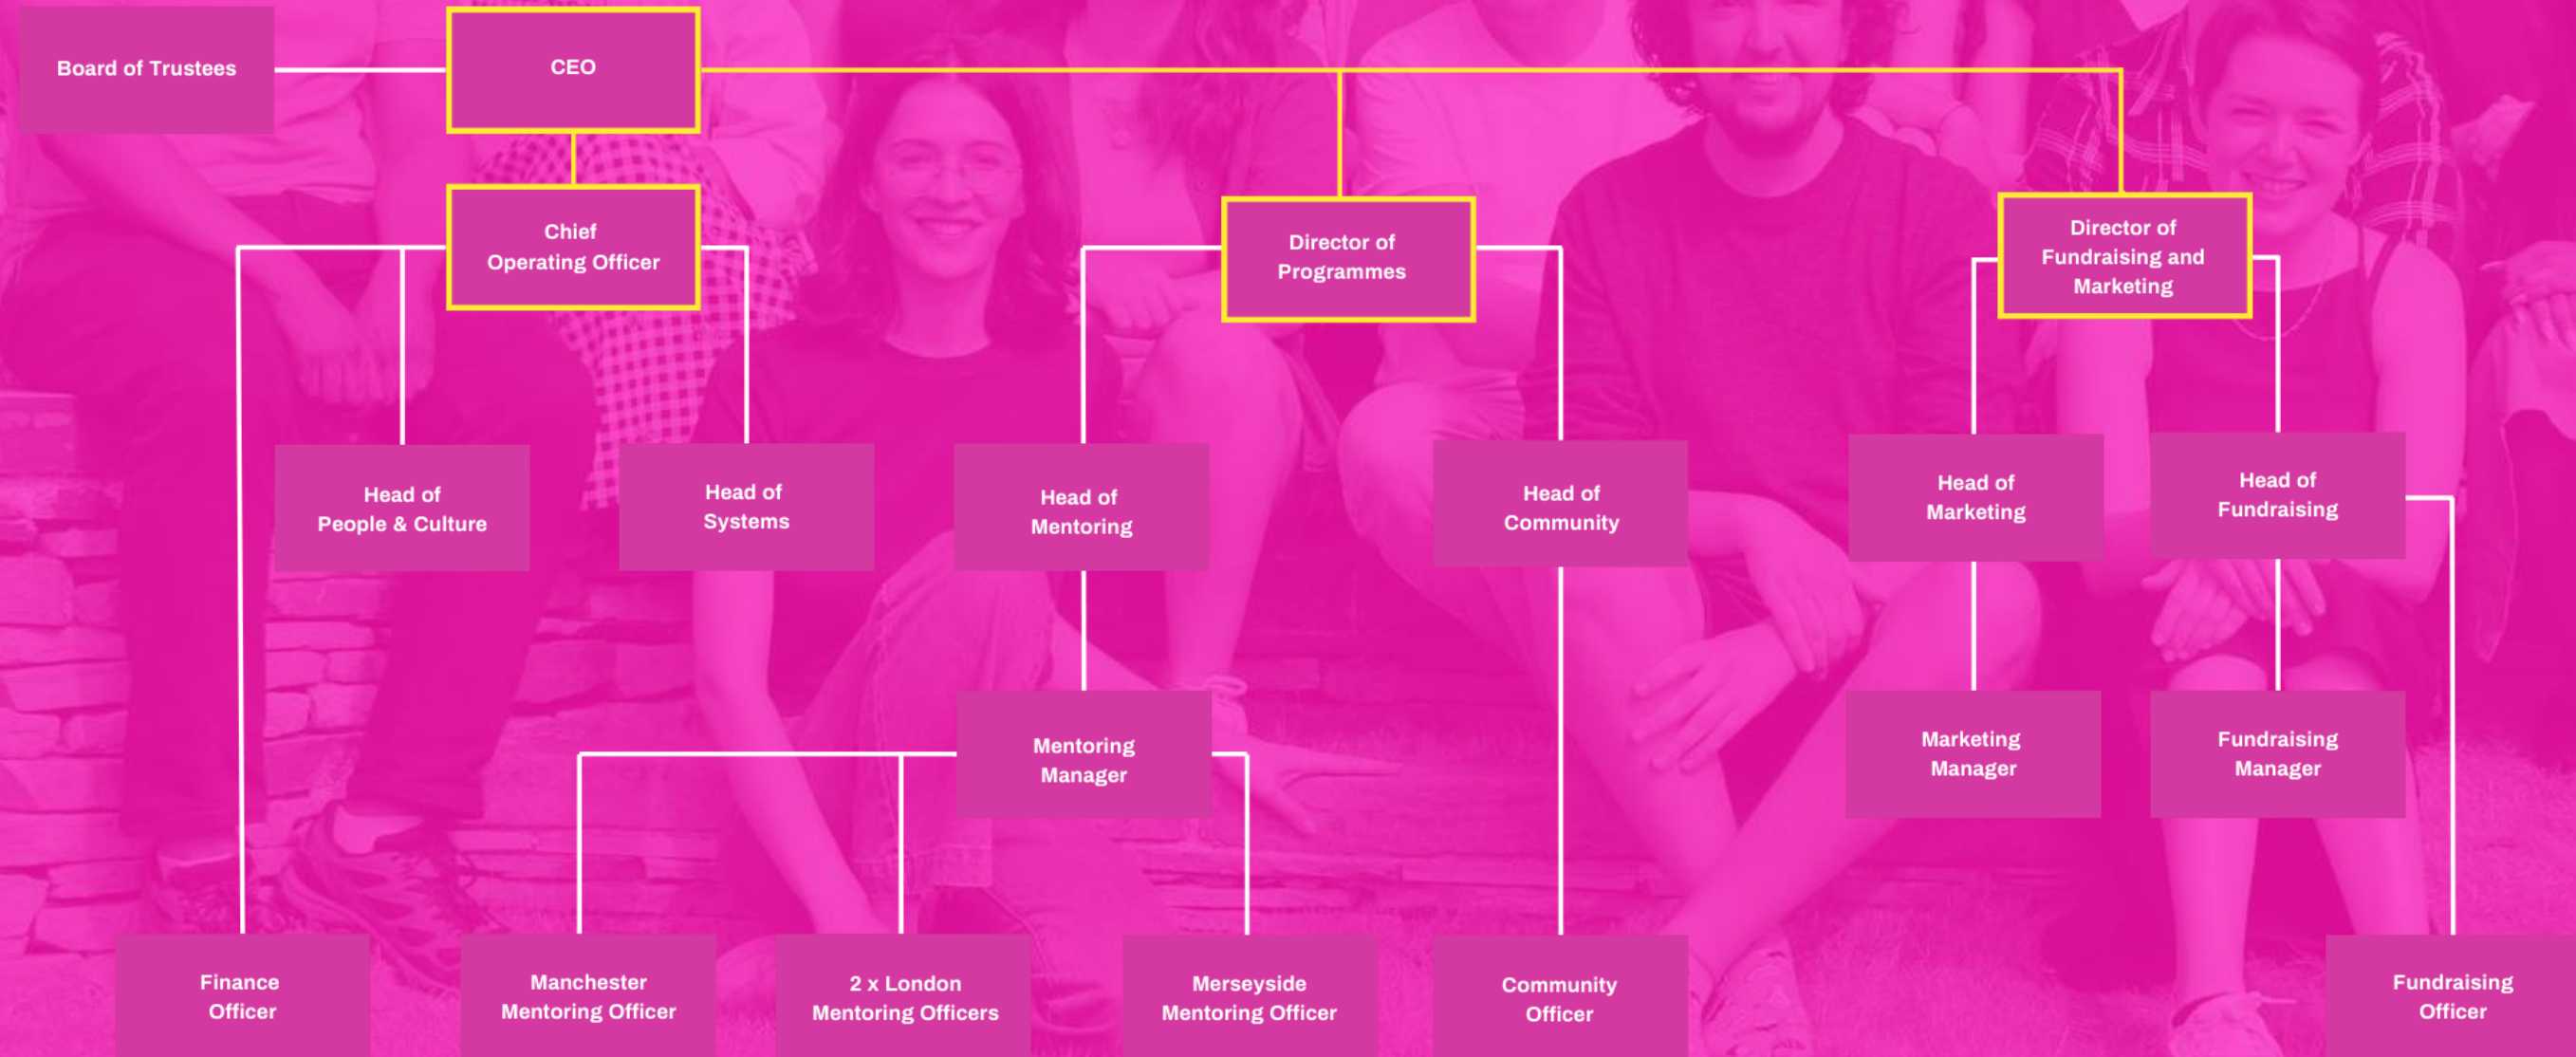 Board of Trustees
CEO
Chief
Operating Officer
Director of
Programmes
Director of
Fundraising and
Marketing
Head of
People & Culture
Head of
Systems
Head of
Mentoring
Head of
Community
Head of
Marketing
Head of
Fundraising
Mentoring
Manager
Marketing
Manager
Fundraising
Manager
Finance
Officer
Manchester
Mentoring Officer
2 x London
Mentoring Officers
Merseyside
Mentoring Officer
Community
Officer
Fundraising
Officer